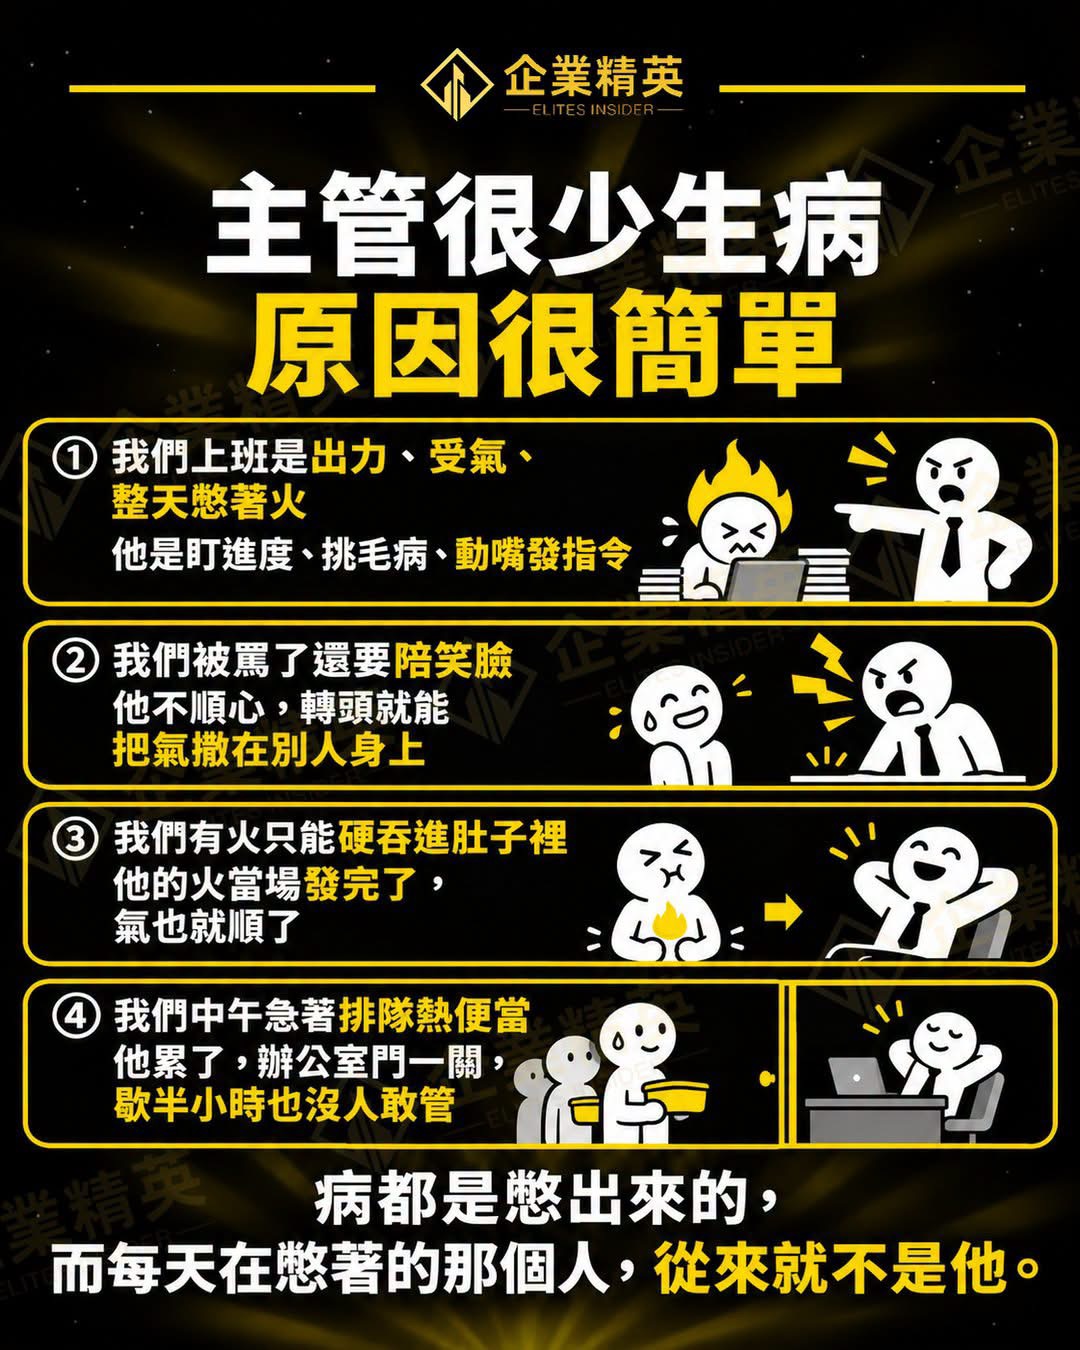 企業精英
ELITES INSIDER
主管很少生病
原因很簡單
① 我們上班是出力、受氣、
整天憋著火
他是盯進度、挑毛病、動嘴發指令
② 我們被罵了還要陪笑臉
他不順心，轉頭就能
把氣撒在別人身上
③ 我們有火只能硬吞進肚子裡
他的火當場發完了，
氣也就順了
④ 我們中午急著排隊熱便當
他累了，辦公室門一關，
歇半小時也沒人敢管
病都是憋出來的，
而每天在憋著的那個人，從來就不是他。